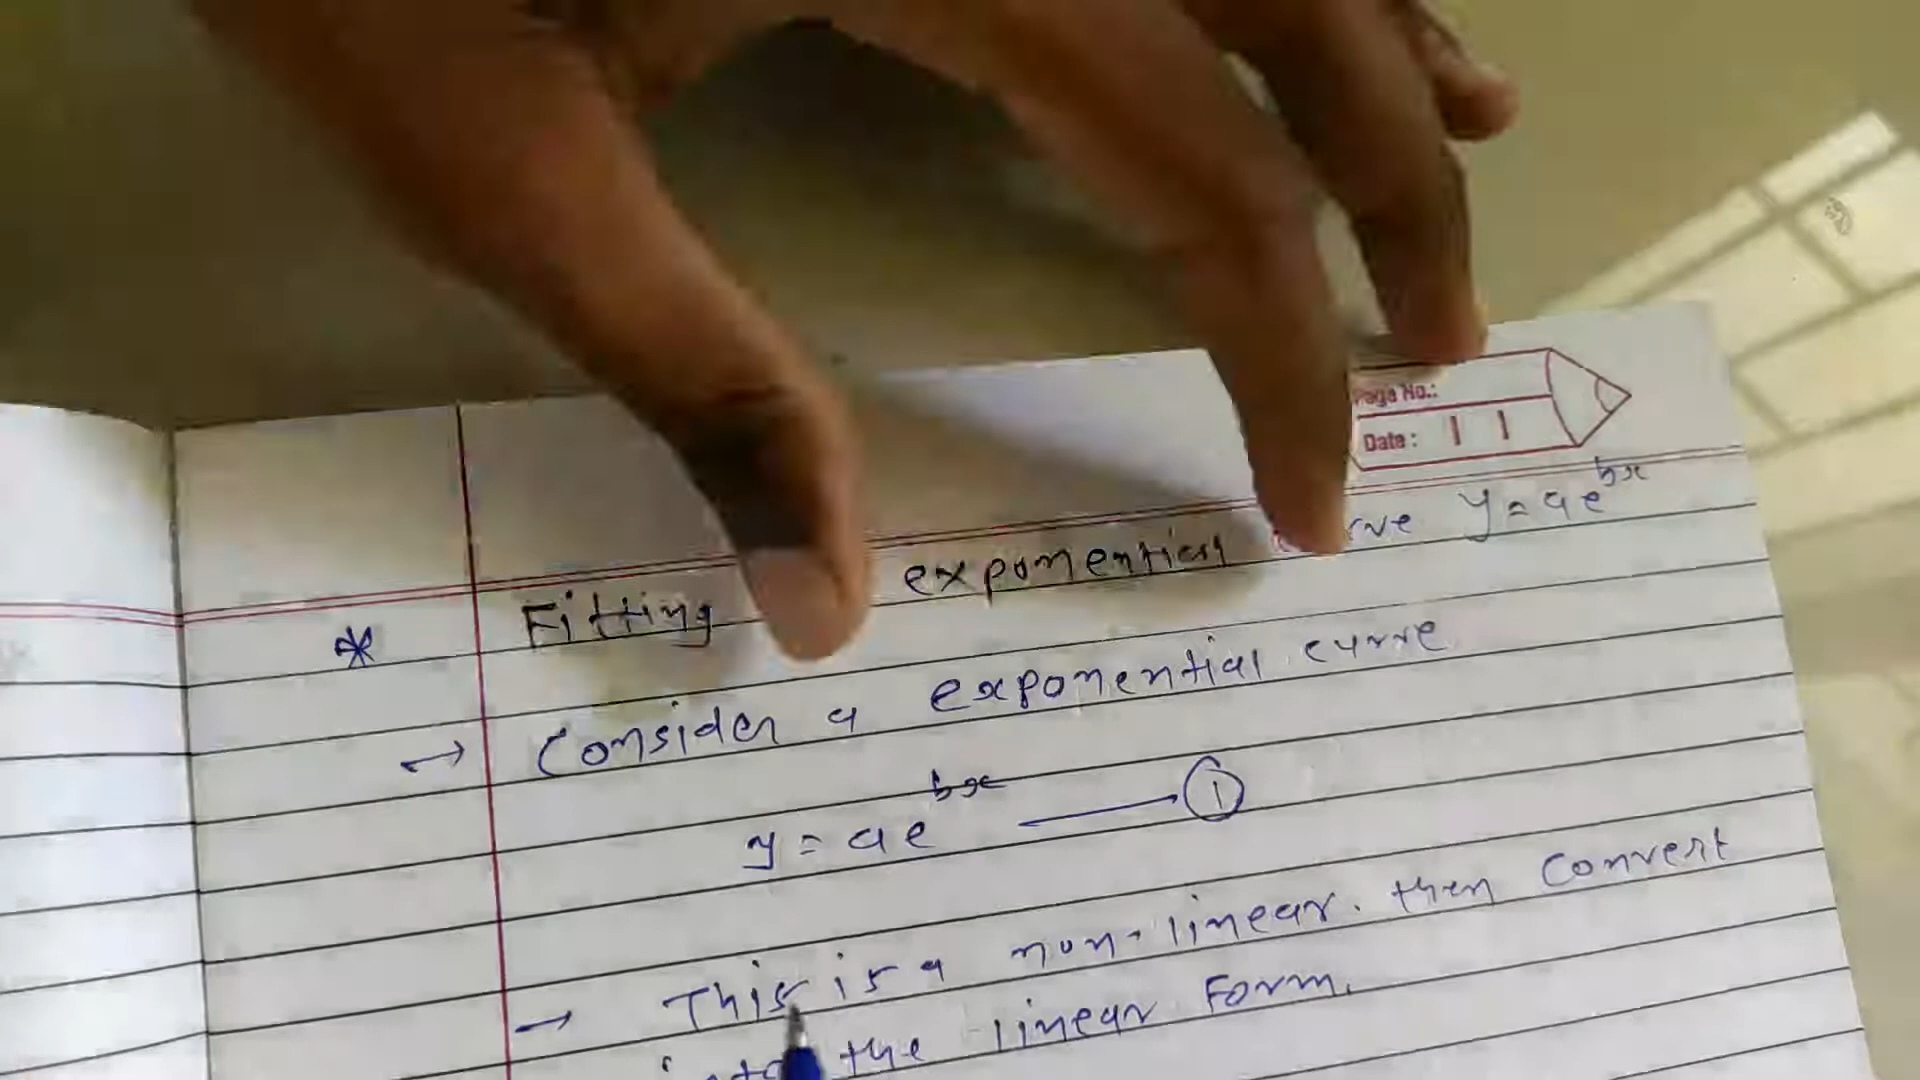 Page No.:
Date :
Fitting exponential y = ae^bx
* 
→ Consider a exponential curve
y = ae^bx ——— ①
→ This is a non-linear. then Convert
the linear Form.